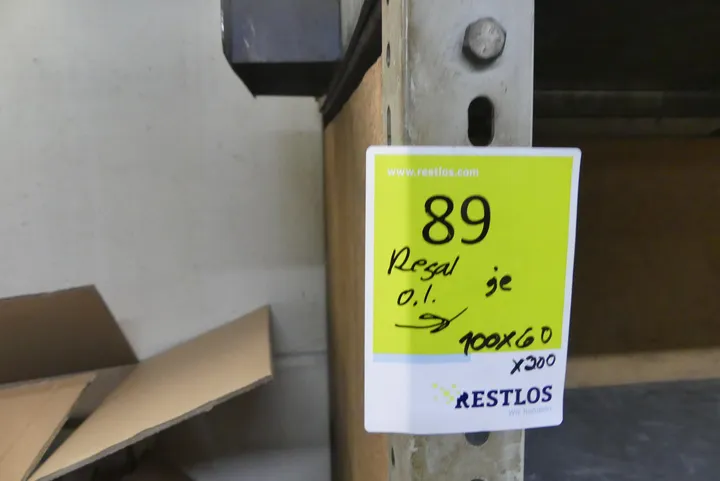 www.restlos.com
89
Regal je
o.l.
100x60
x200
RESTLOS